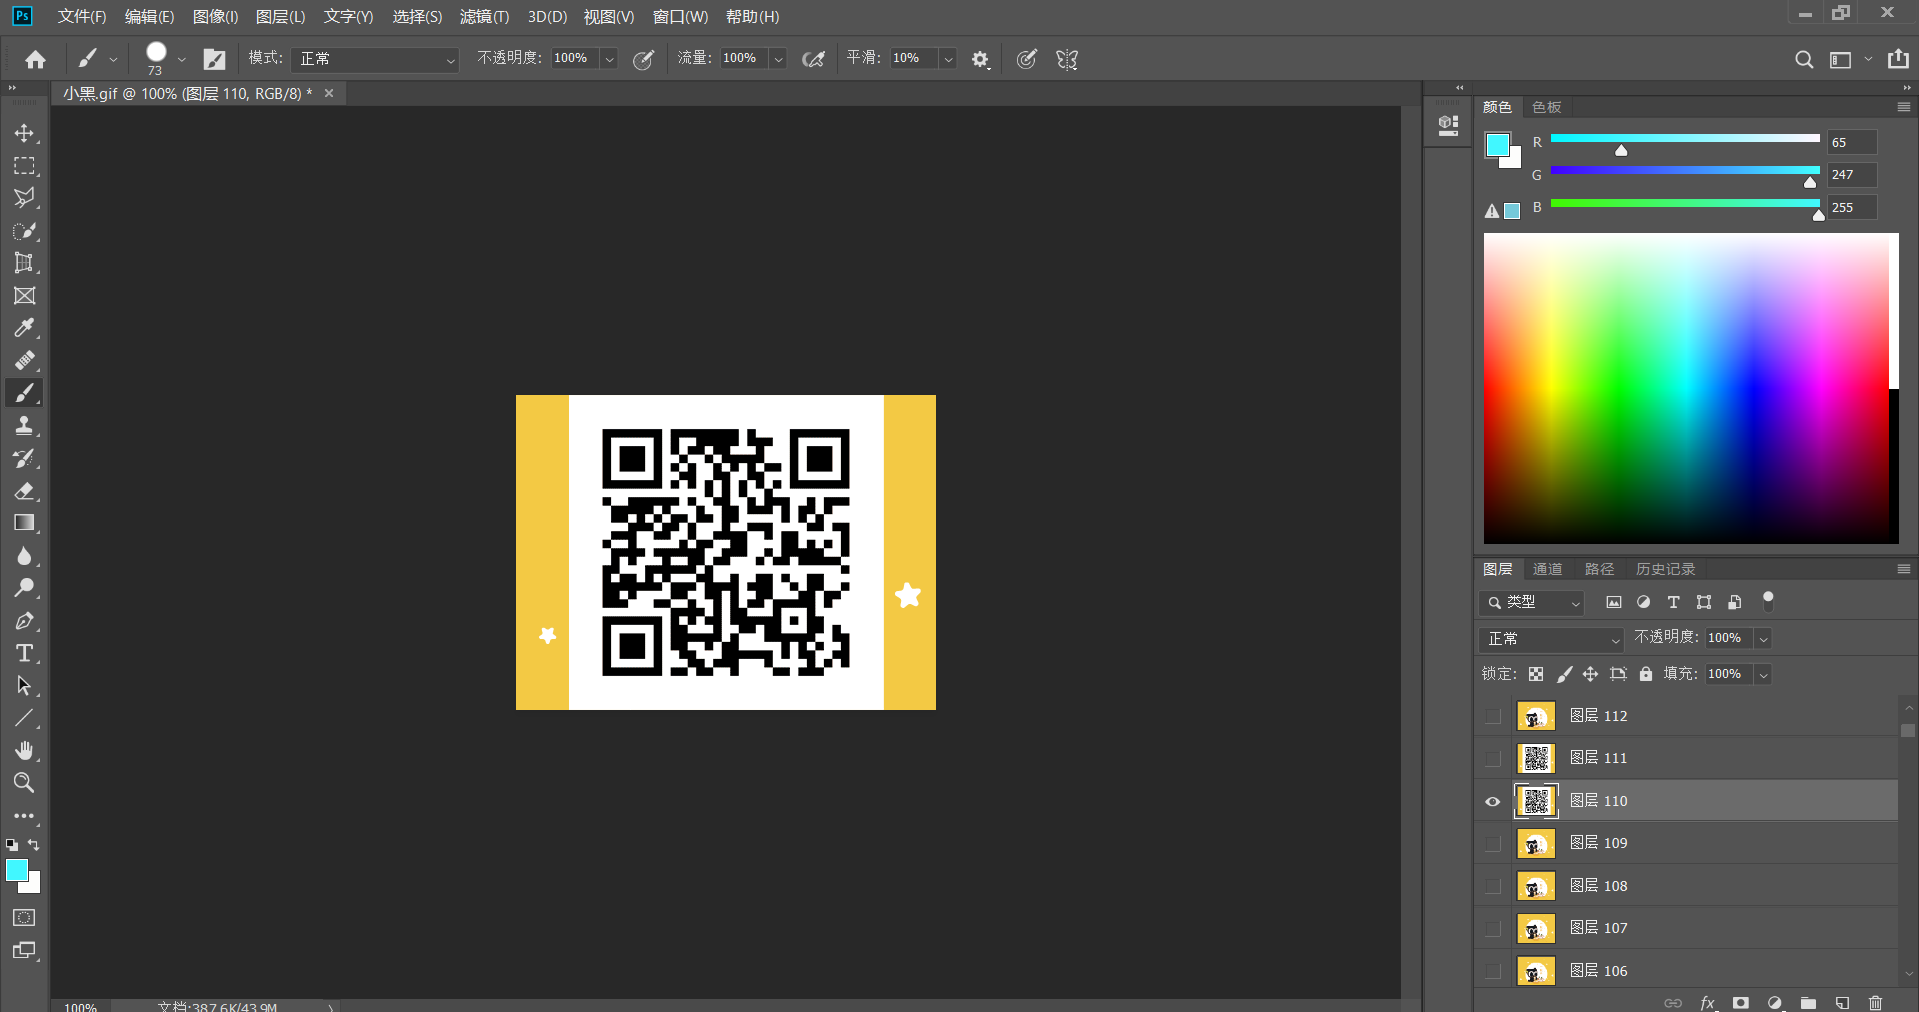 Ps 文件(F) 编辑(E) 图像(I) 图层(L) 文字(Y) 选择(S) 滤镜(T) 3D(D) 视图(V) 窗口(W) 帮助(H)
73 模式: 正常 不透明度: 100% 流量: 100% 平滑: 10%
小黑.gif @ 100% (图层 110, RGB/8) *
颜色 色板
R 65
G 247
B 255
图层 通道 路径 历史记录
类型
正常 不透明度: 100%
锁定: 填充: 100%
图层 112
图层 111
图层 110
图层 109
图层 108
图层 107
图层 106
fx
100% 文档:387.6K/43.9M